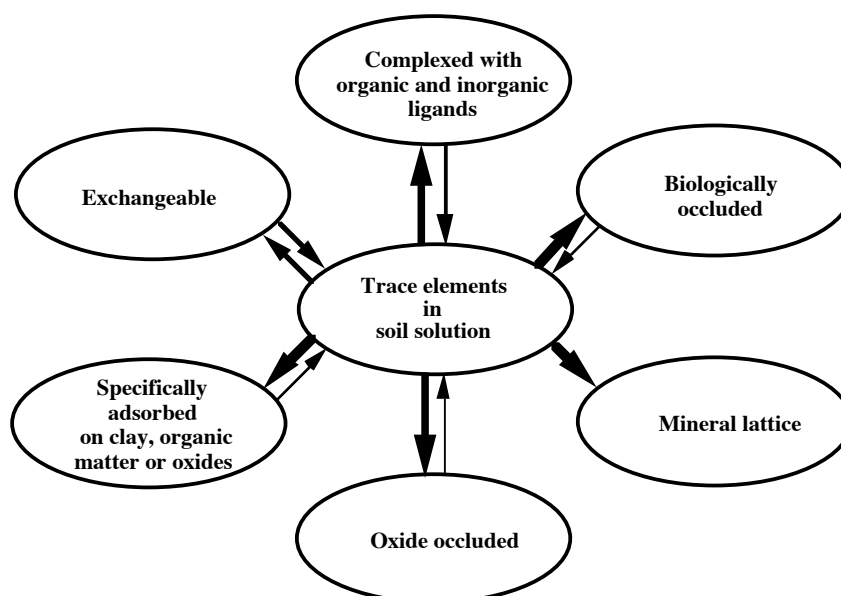 Complexed with
organic and inorganic
ligands
Exchangeable
Biologically
occluded
Trace elements
in
soil solution
Specifically
adsorbed
on clay, organic
matter or oxides
Mineral lattice
Oxide occluded